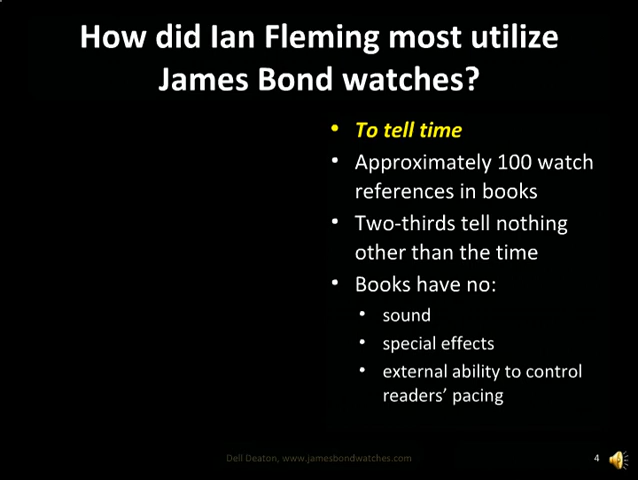 How did Ian Fleming most utilize
James Bond watches?
• To tell time
• Approximately 100 watch
references in books
• Two-thirds tell nothing
other than the time
• Books have no:
• sound
• special effects
• external ability to control
readers' pacing
Dell Deaton, www.jamesbondwatches.com
4